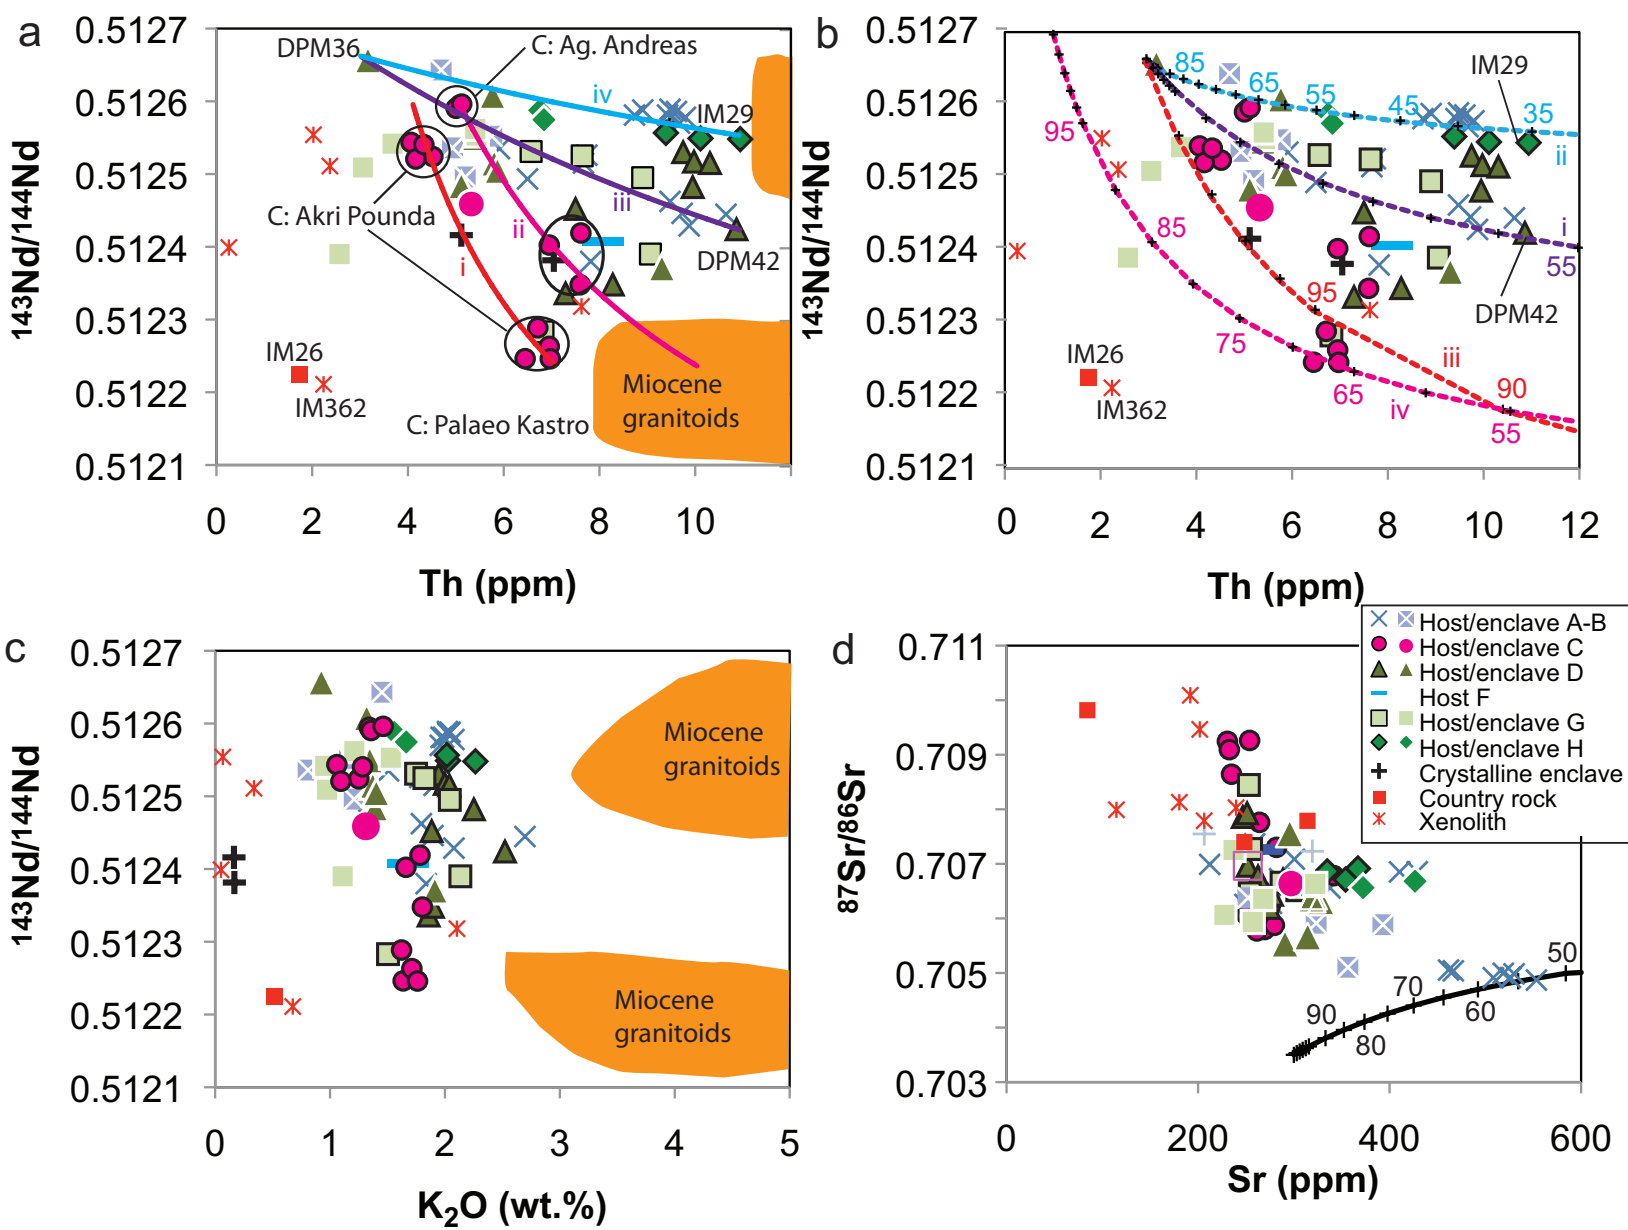 a
0.5127
0.5126
0.5125
0.5124
0.5123
0.5122
0.5121
143Nd/144Nd
DPM36
C: Ag. Andreas
iv
IM29
C: Akri Pounda
ii
iii
i
DPM42
IM26
IM362
C: Palaeo Kastro
Miocene
granitoids
0 2 4 6 8 10
Th (ppm)
b
0.5127
0.5126
0.5125
0.5124
0.5123
0.5122
0.5121
143Nd/144Nd
85
65
55
45
35
IM29
ii
95
85
i
55
95
DPM42
75
IM26
iii
90
IM362
65
iv
55
0 2 4 6 8 10 12
Th (ppm)
c
0.5127
0.5126
0.5125
0.5124
0.5123
0.5122
0.5121
143Nd/144Nd
Miocene
granitoids
Miocene
granitoids
0 1 2 3 4 5
K2O (wt.%)
d
0.711
0.709
0.707
0.705
0.703
87Sr/86Sr
Host/enclave A-B
Host/enclave C
Host/enclave D
Host F
Host/enclave G
Host/enclave H
Crystalline enclave
Country rock
Xenolith
50
70
60
90
80
0 200 400 600
Sr (ppm)